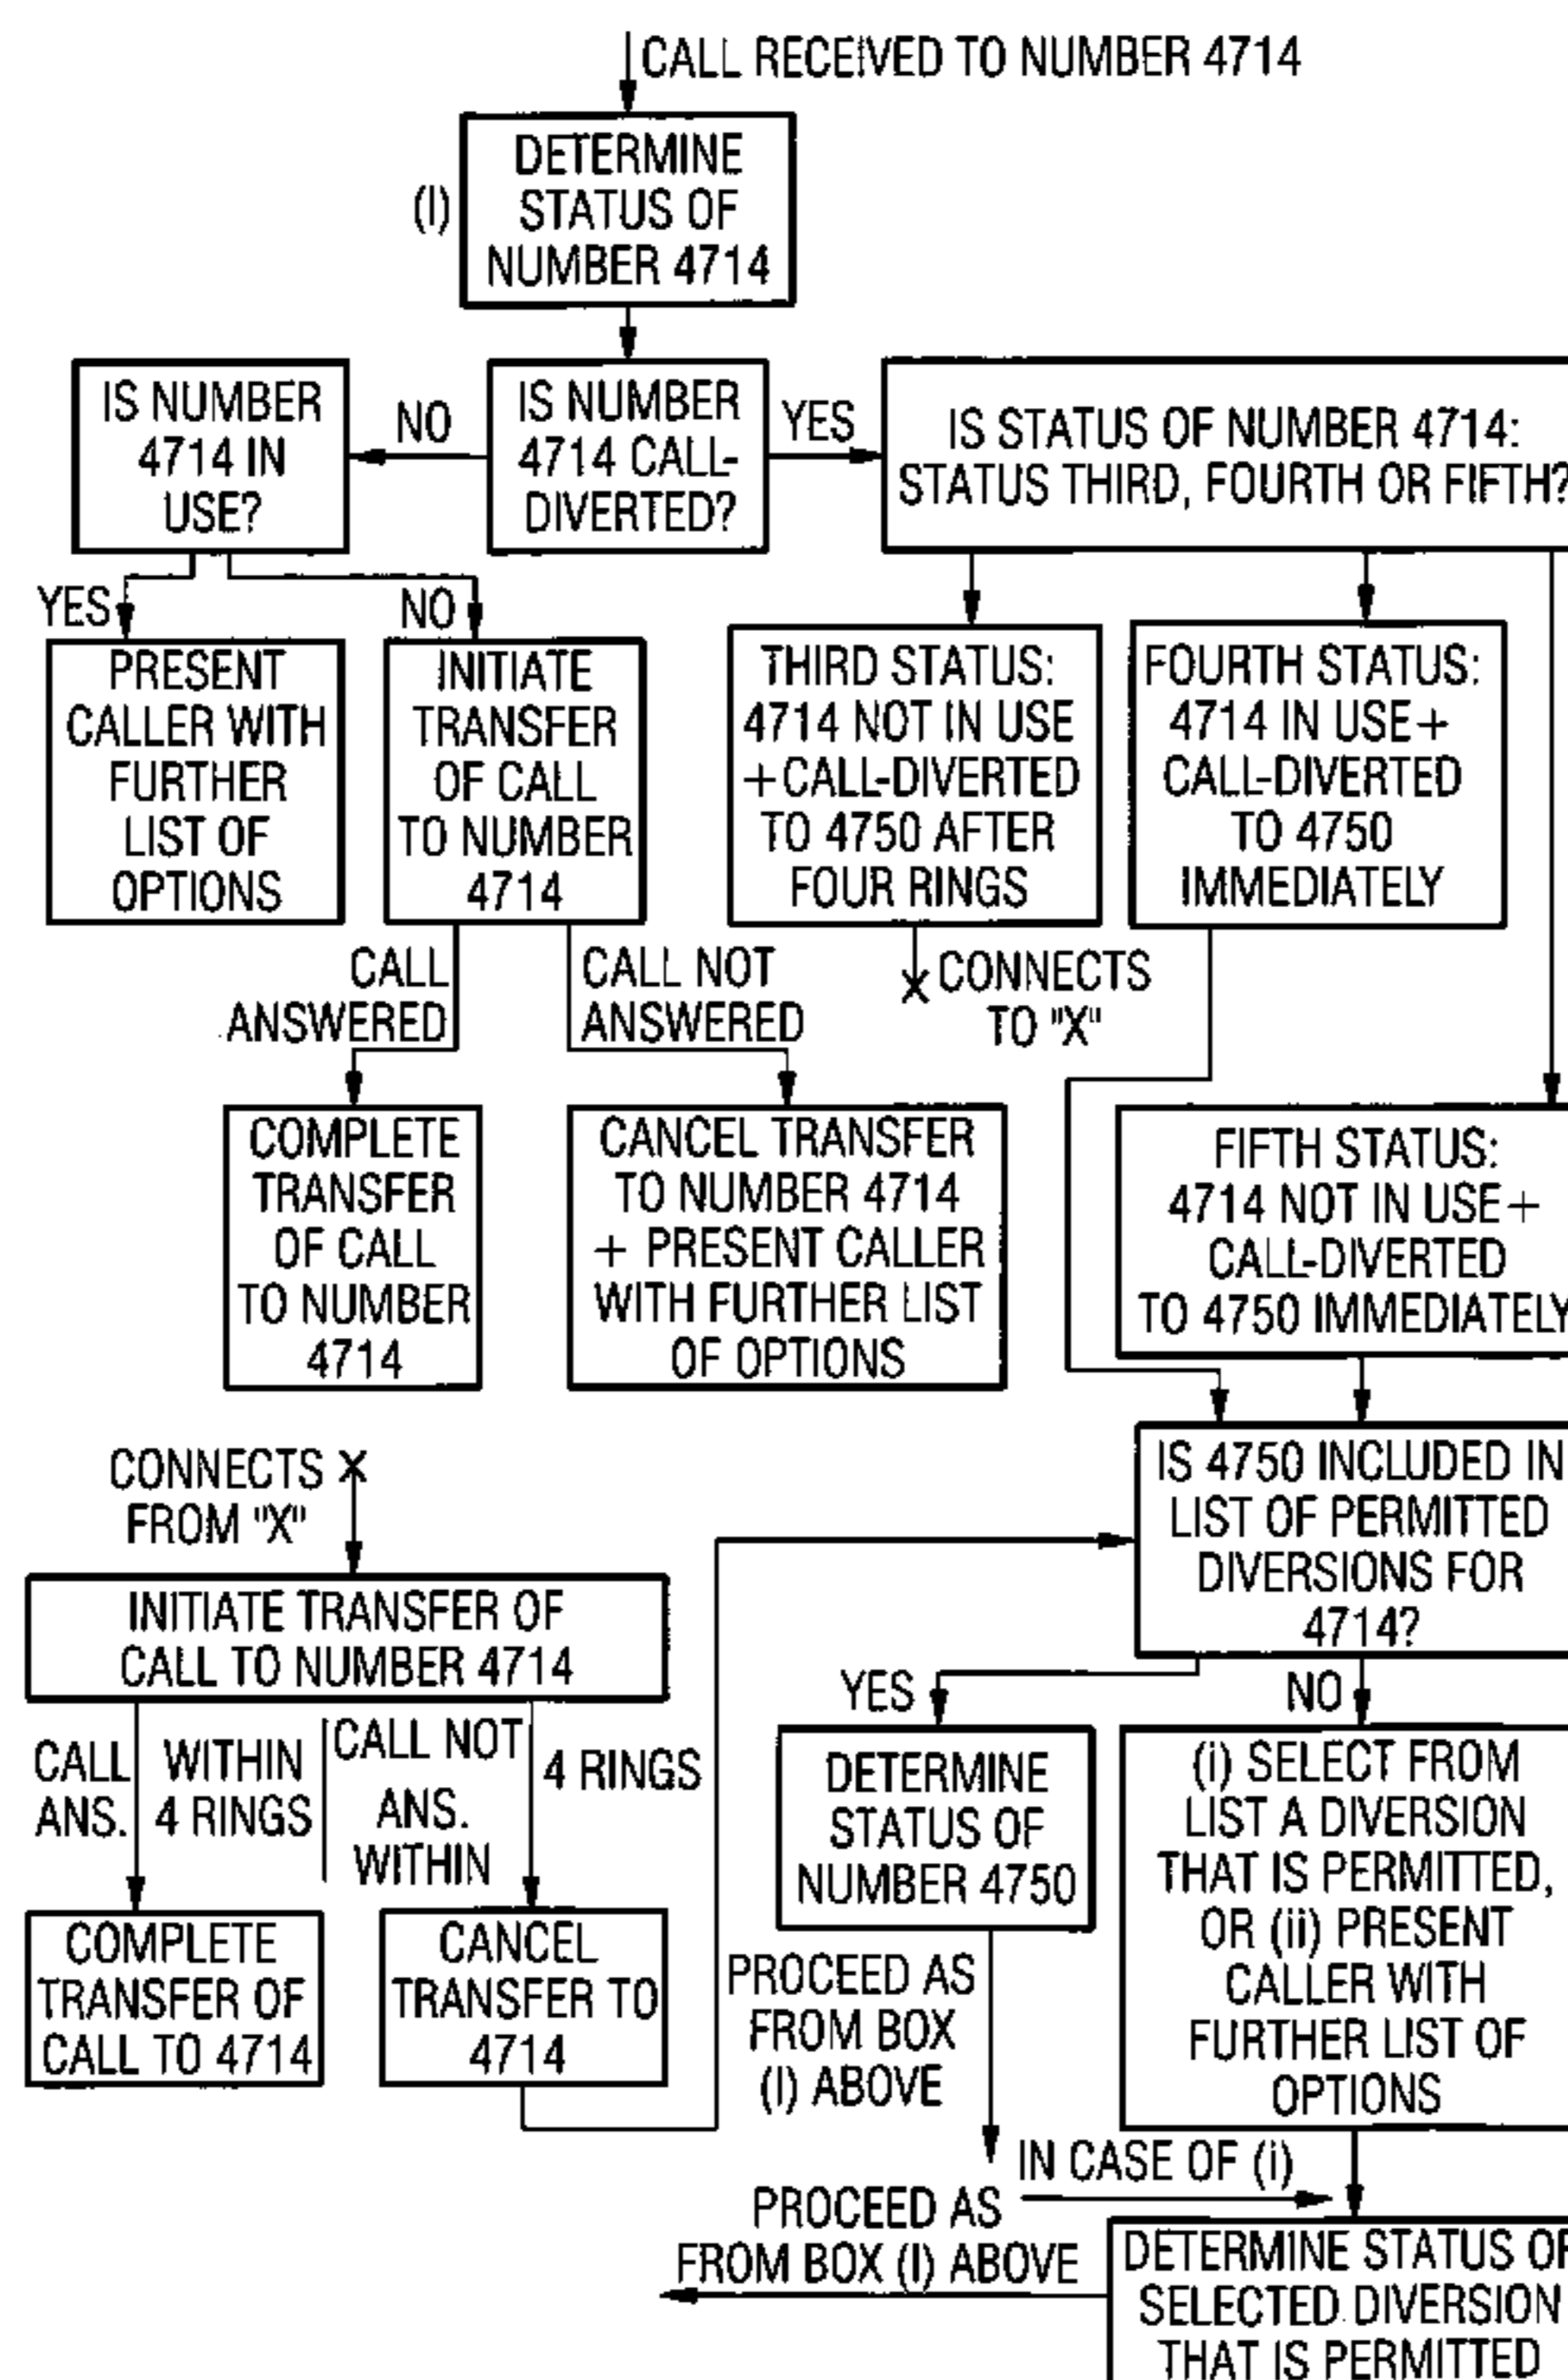 CALL RECEIVED TO NUMBER 4714
(I)
DETERMINE
STATUS OF
NUMBER 4714
IS NUMBER
4714 IN
USE?
NO
IS NUMBER
4714 CALL-
DIVERTED?
YES
IS STATUS OF NUMBER 4714:
STATUS THIRD, FOURTH OR FIFTH?
YES
NO
PRESENT
CALLER WITH
FURTHER
LIST OF
OPTIONS
INITIATE
TRANSFER
OF CALL
TO NUMBER
4714
THIRD STATUS:
4714 NOT IN USE
+CALL-DIVERTED
TO 4750 AFTER
FOUR RINGS
FOURTH STATUS:
4714 IN USE+
CALL-DIVERTED
TO 4750
IMMEDIATELY
CALL
ANSWERED
CALL NOT
ANSWERED
X CONNECTS
TO "X"
COMPLETE
TRANSFER
OF CALL
TO NUMBER
4714
CANCEL TRANSFER
TO NUMBER 4714
+ PRESENT CALLER
WITH FURTHER LIST
OF OPTIONS
FIFTH STATUS:
4714 NOT IN USE+
CALL-DIVERTED
TO 4750 IMMEDIATELY
CONNECTS X
FROM "X"
IS 4750 INCLUDED IN
LIST OF PERMITTED
DIVERSIONS FOR
4714?
INITIATE TRANSFER OF
CALL TO NUMBER 4714
YES
NO
CALL
ANS.
WITHIN
4 RINGS
CALL NOT
ANS.
WITHIN
4 RINGS
DETERMINE
STATUS OF
NUMBER 4750
(i) SELECT FROM
LIST A DIVERSION
THAT IS PERMITTED,
OR (ii) PRESENT
CALLER WITH
FURTHER LIST OF
OPTIONS
COMPLETE
TRANSFER OF
CALL TO 4714
CANCEL
TRANSFER TO
4714
PROCEED AS
FROM BOX
(I) ABOVE
IN CASE OF (i)
PROCEED AS
FROM BOX (I) ABOVE
DETERMINE STATUS OF
SELECTED DIVERSION
THAT IS PERMITTED